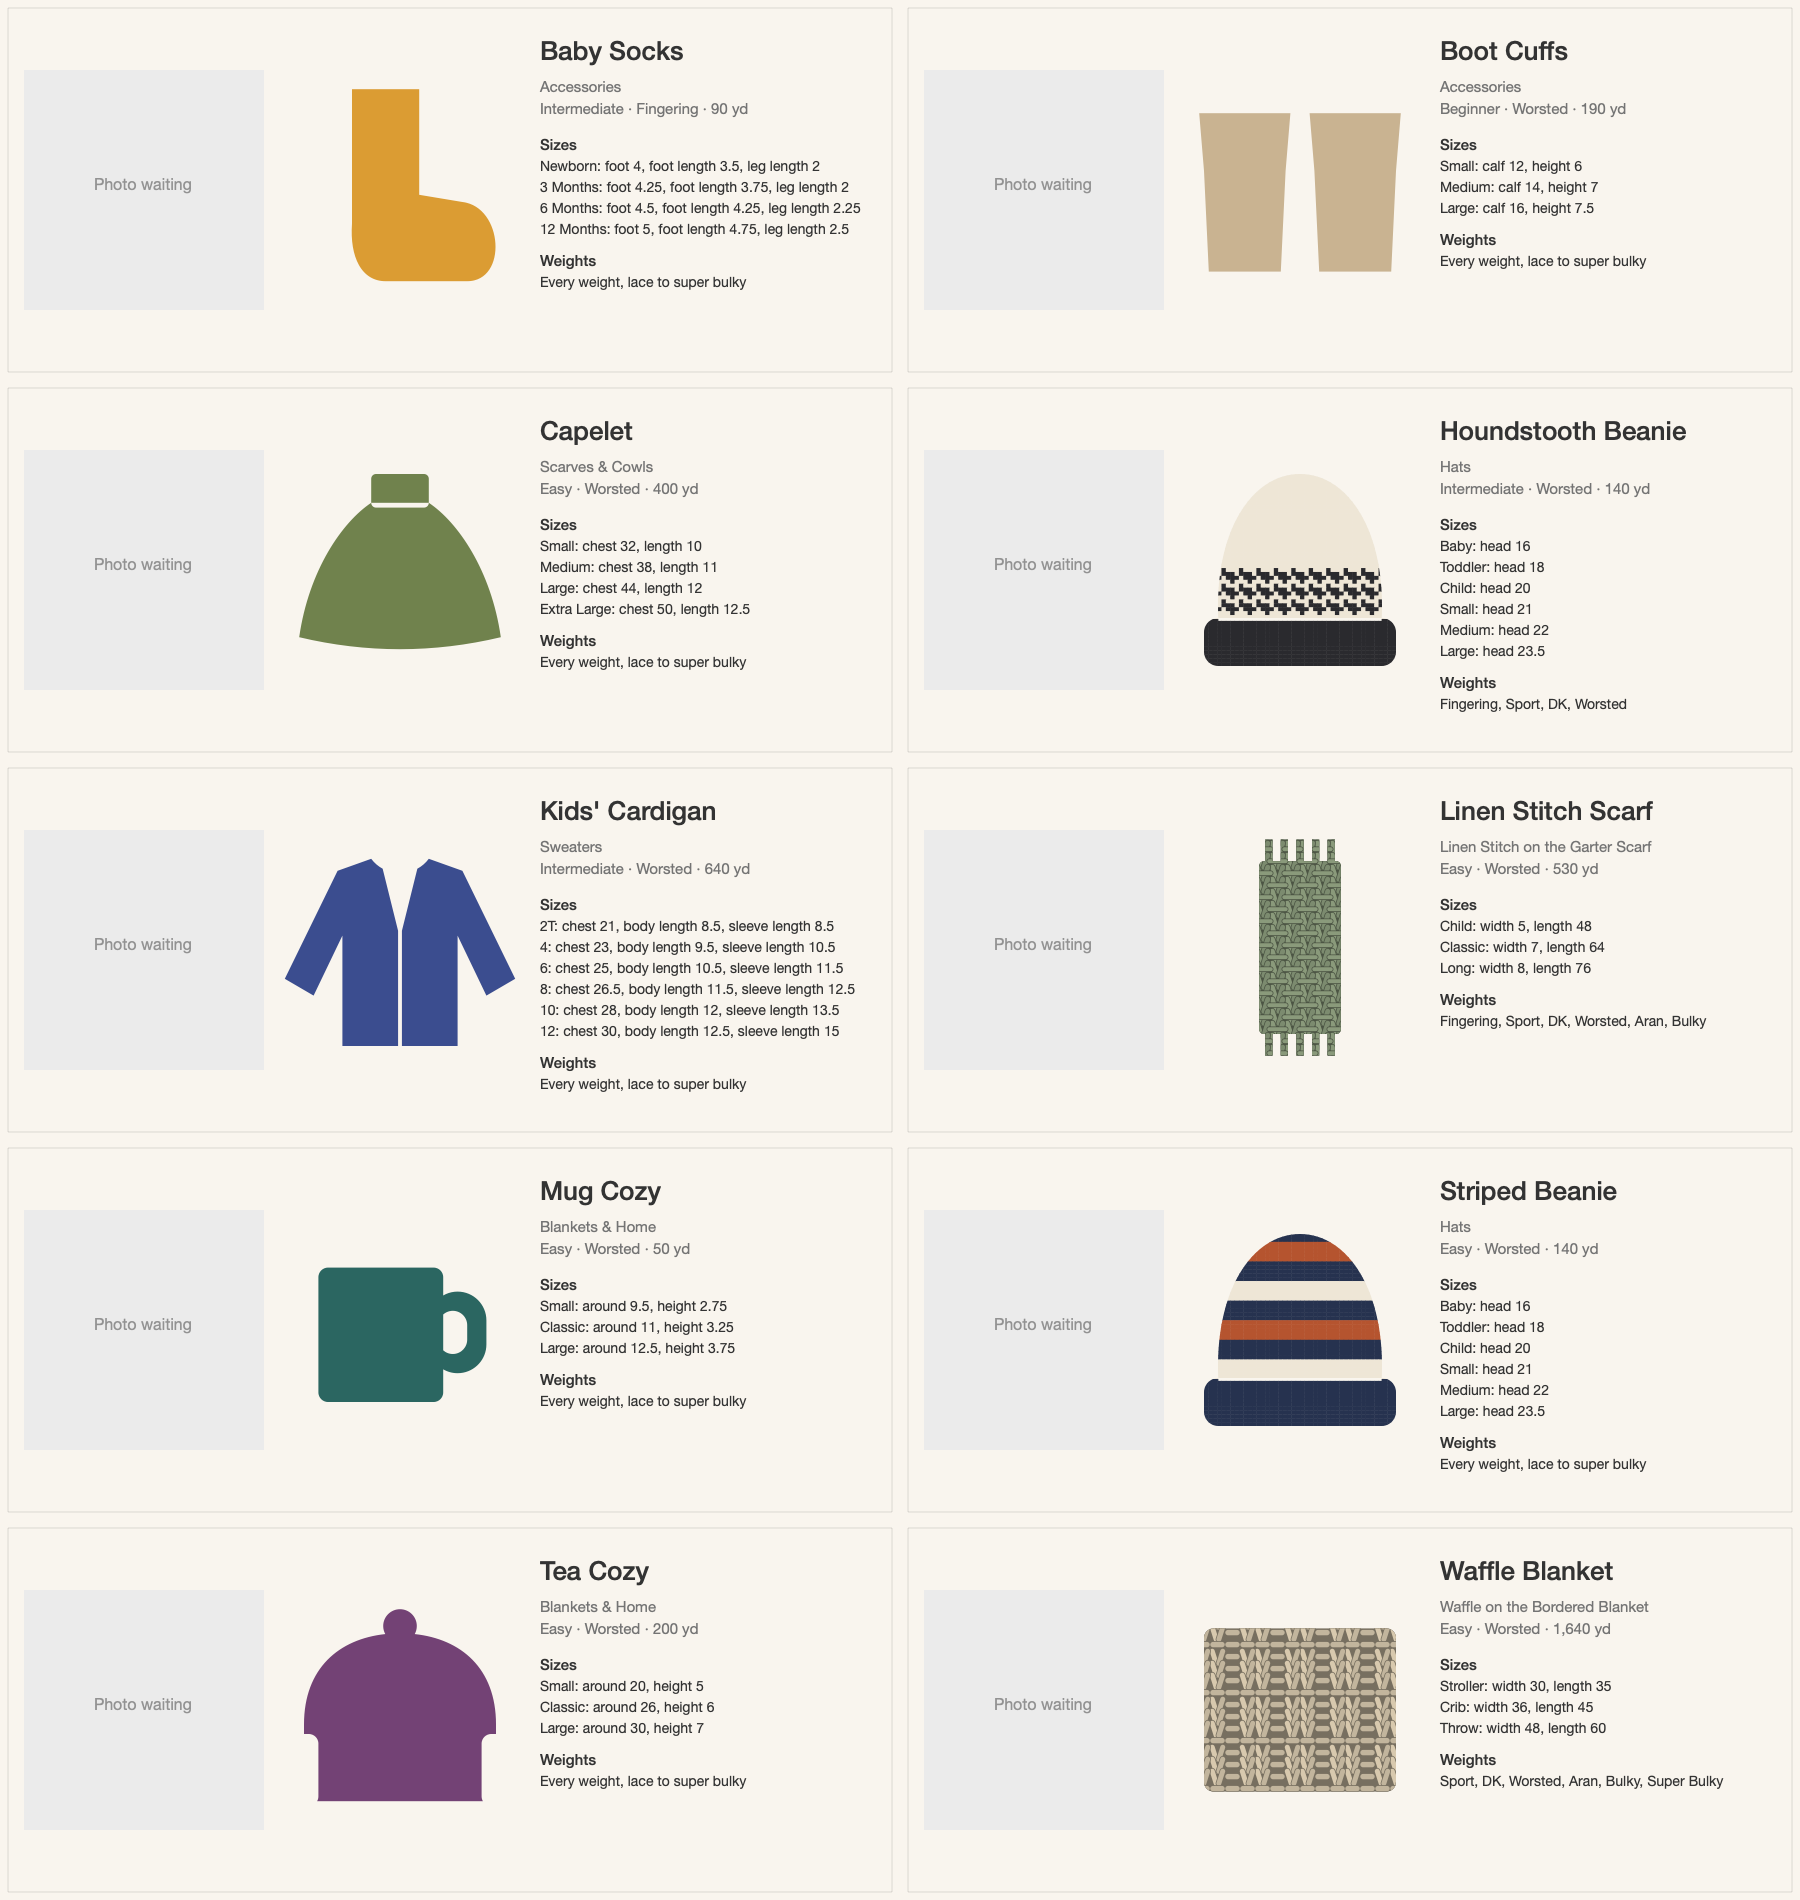 Baby Socks
Photo waiting
Accessories
Intermediate · Fingering · 90 yd
Sizes
Newborn: foot 4, foot length 3.5, leg length 2
3 Months: foot 4.25, foot length 3.75, leg length 2
6 Months: foot 4.5, foot length 4.25, leg length 2.25
12 Months: foot 5, foot length 4.75, leg length 2.5
Weights
Every weight, lace to super bulky
Boot Cuffs
Photo waiting
Accessories
Beginner · Worsted · 190 yd
Sizes
Small: calf 12, height 6
Medium: calf 14, height 7
Large: calf 16, height 7.5
Weights
Every weight, lace to super bulky
Capelet
Photo waiting
Scarves & Cowls
Easy · Worsted · 400 yd
Sizes
Small: chest 32, length 10
Medium: chest 38, length 11
Large: chest 44, length 12
Extra Large: chest 50, length 12.5
Weights
Every weight, lace to super bulky
Houndstooth Beanie
Photo waiting
Hats
Intermediate · Worsted · 140 yd
Sizes
Baby: head 16
Toddler: head 18
Child: head 20
Small: head 21
Medium: head 22
Large: head 23.5
Weights
Fingering, Sport, DK, Worsted
Kids' Cardigan
Photo waiting
Sweaters
Intermediate · Worsted · 640 yd
Sizes
2T: chest 21, body length 8.5, sleeve length 8.5
4: chest 23, body length 9.5, sleeve length 10.5
6: chest 25, body length 10.5, sleeve length 11.5
8: chest 26.5, body length 11.5, sleeve length 12.5
10: chest 28, body length 12, sleeve length 13.5
12: chest 30, body length 12.5, sleeve length 15
Weights
Every weight, lace to super bulky
Linen Stitch Scarf
Photo waiting
Linen Stitch on the Garter Scarf
Easy · Worsted · 530 yd
Sizes
Child: width 5, length 48
Classic: width 7, length 64
Long: width 8, length 76
Weights
Fingering, Sport, DK, Worsted, Aran, Bulky
Mug Cozy
Photo waiting
Blankets & Home
Easy · Worsted · 50 yd
Sizes
Small: around 9.5, height 2.75
Classic: around 11, height 3.25
Large: around 12.5, height 3.75
Weights
Every weight, lace to super bulky
Striped Beanie
Photo waiting
Hats
Easy · Worsted · 140 yd
Sizes
Baby: head 16
Toddler: head 18
Child: head 20
Small: head 21
Medium: head 22
Large: head 23.5
Weights
Every weight, lace to super bulky
Tea Cozy
Photo waiting
Blankets & Home
Easy · Worsted · 200 yd
Sizes
Small: around 20, height 5
Classic: around 26, height 6
Large: around 30, height 7
Weights
Every weight, lace to super bulky
Waffle Blanket
Photo waiting
Waffle on the Bordered Blanket
Easy · Worsted · 1,640 yd
Sizes
Stroller: width 30, length 35
Crib: width 36, length 45
Throw: width 48, length 60
Weights
Sport, DK, Worsted, Aran, Bulky, Super Bulky